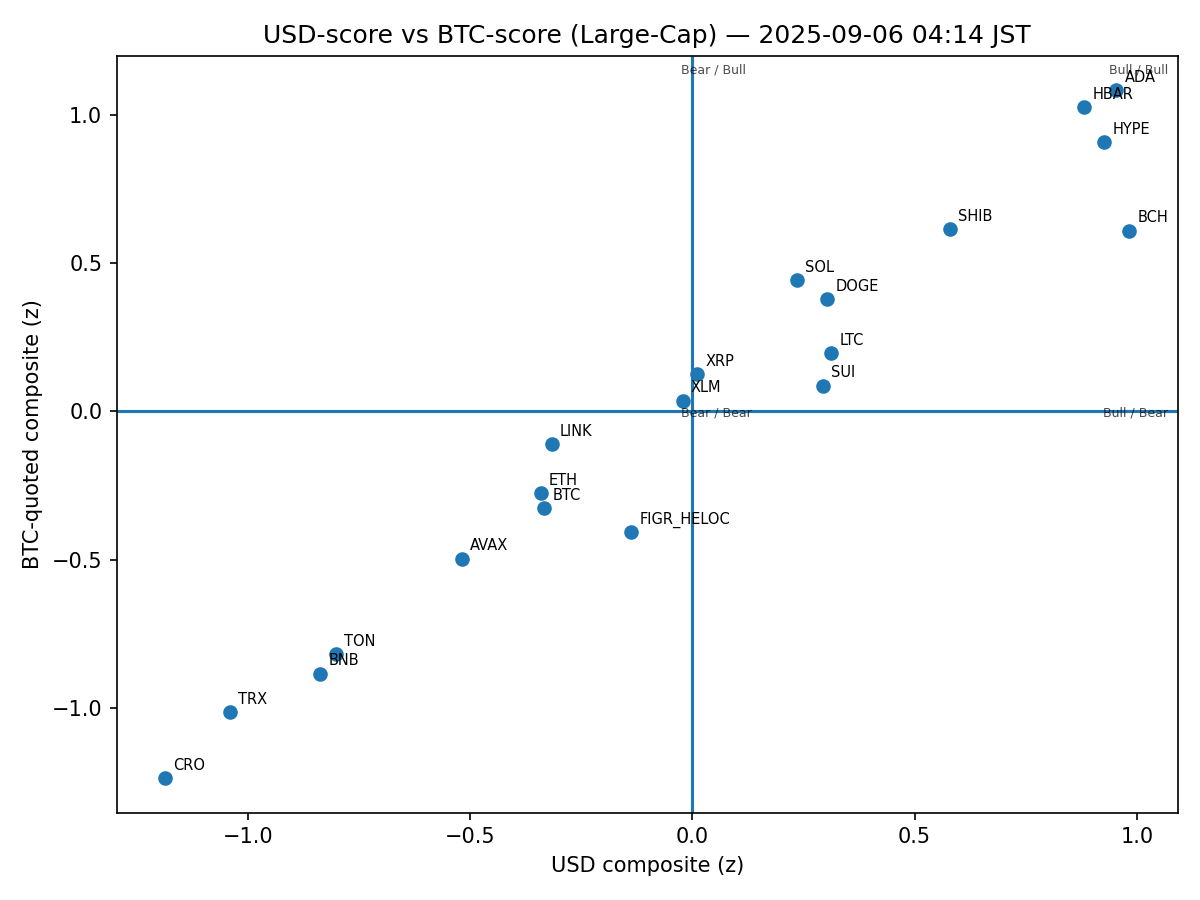 USD-score vs BTC-score (Large-Cap) — 2025-09-06 04:14 JST
Bear / Bull
Bull / Bull
ADA
HBAR
HYPE
SHIB
BCH
SOL
DOGE
LTC
XRP
SUI
XLM
Bear / Bear
Bull / Bear
LINK
ETH
BTC
FIGR_HELOC
AVAX
TON
BNB
TRX
CRO
1.0
0.5
0.0
−0.5
−1.0
BTC-quoted composite (z)
−1.0
−0.5
0.0
0.5
1.0
USD composite (z)